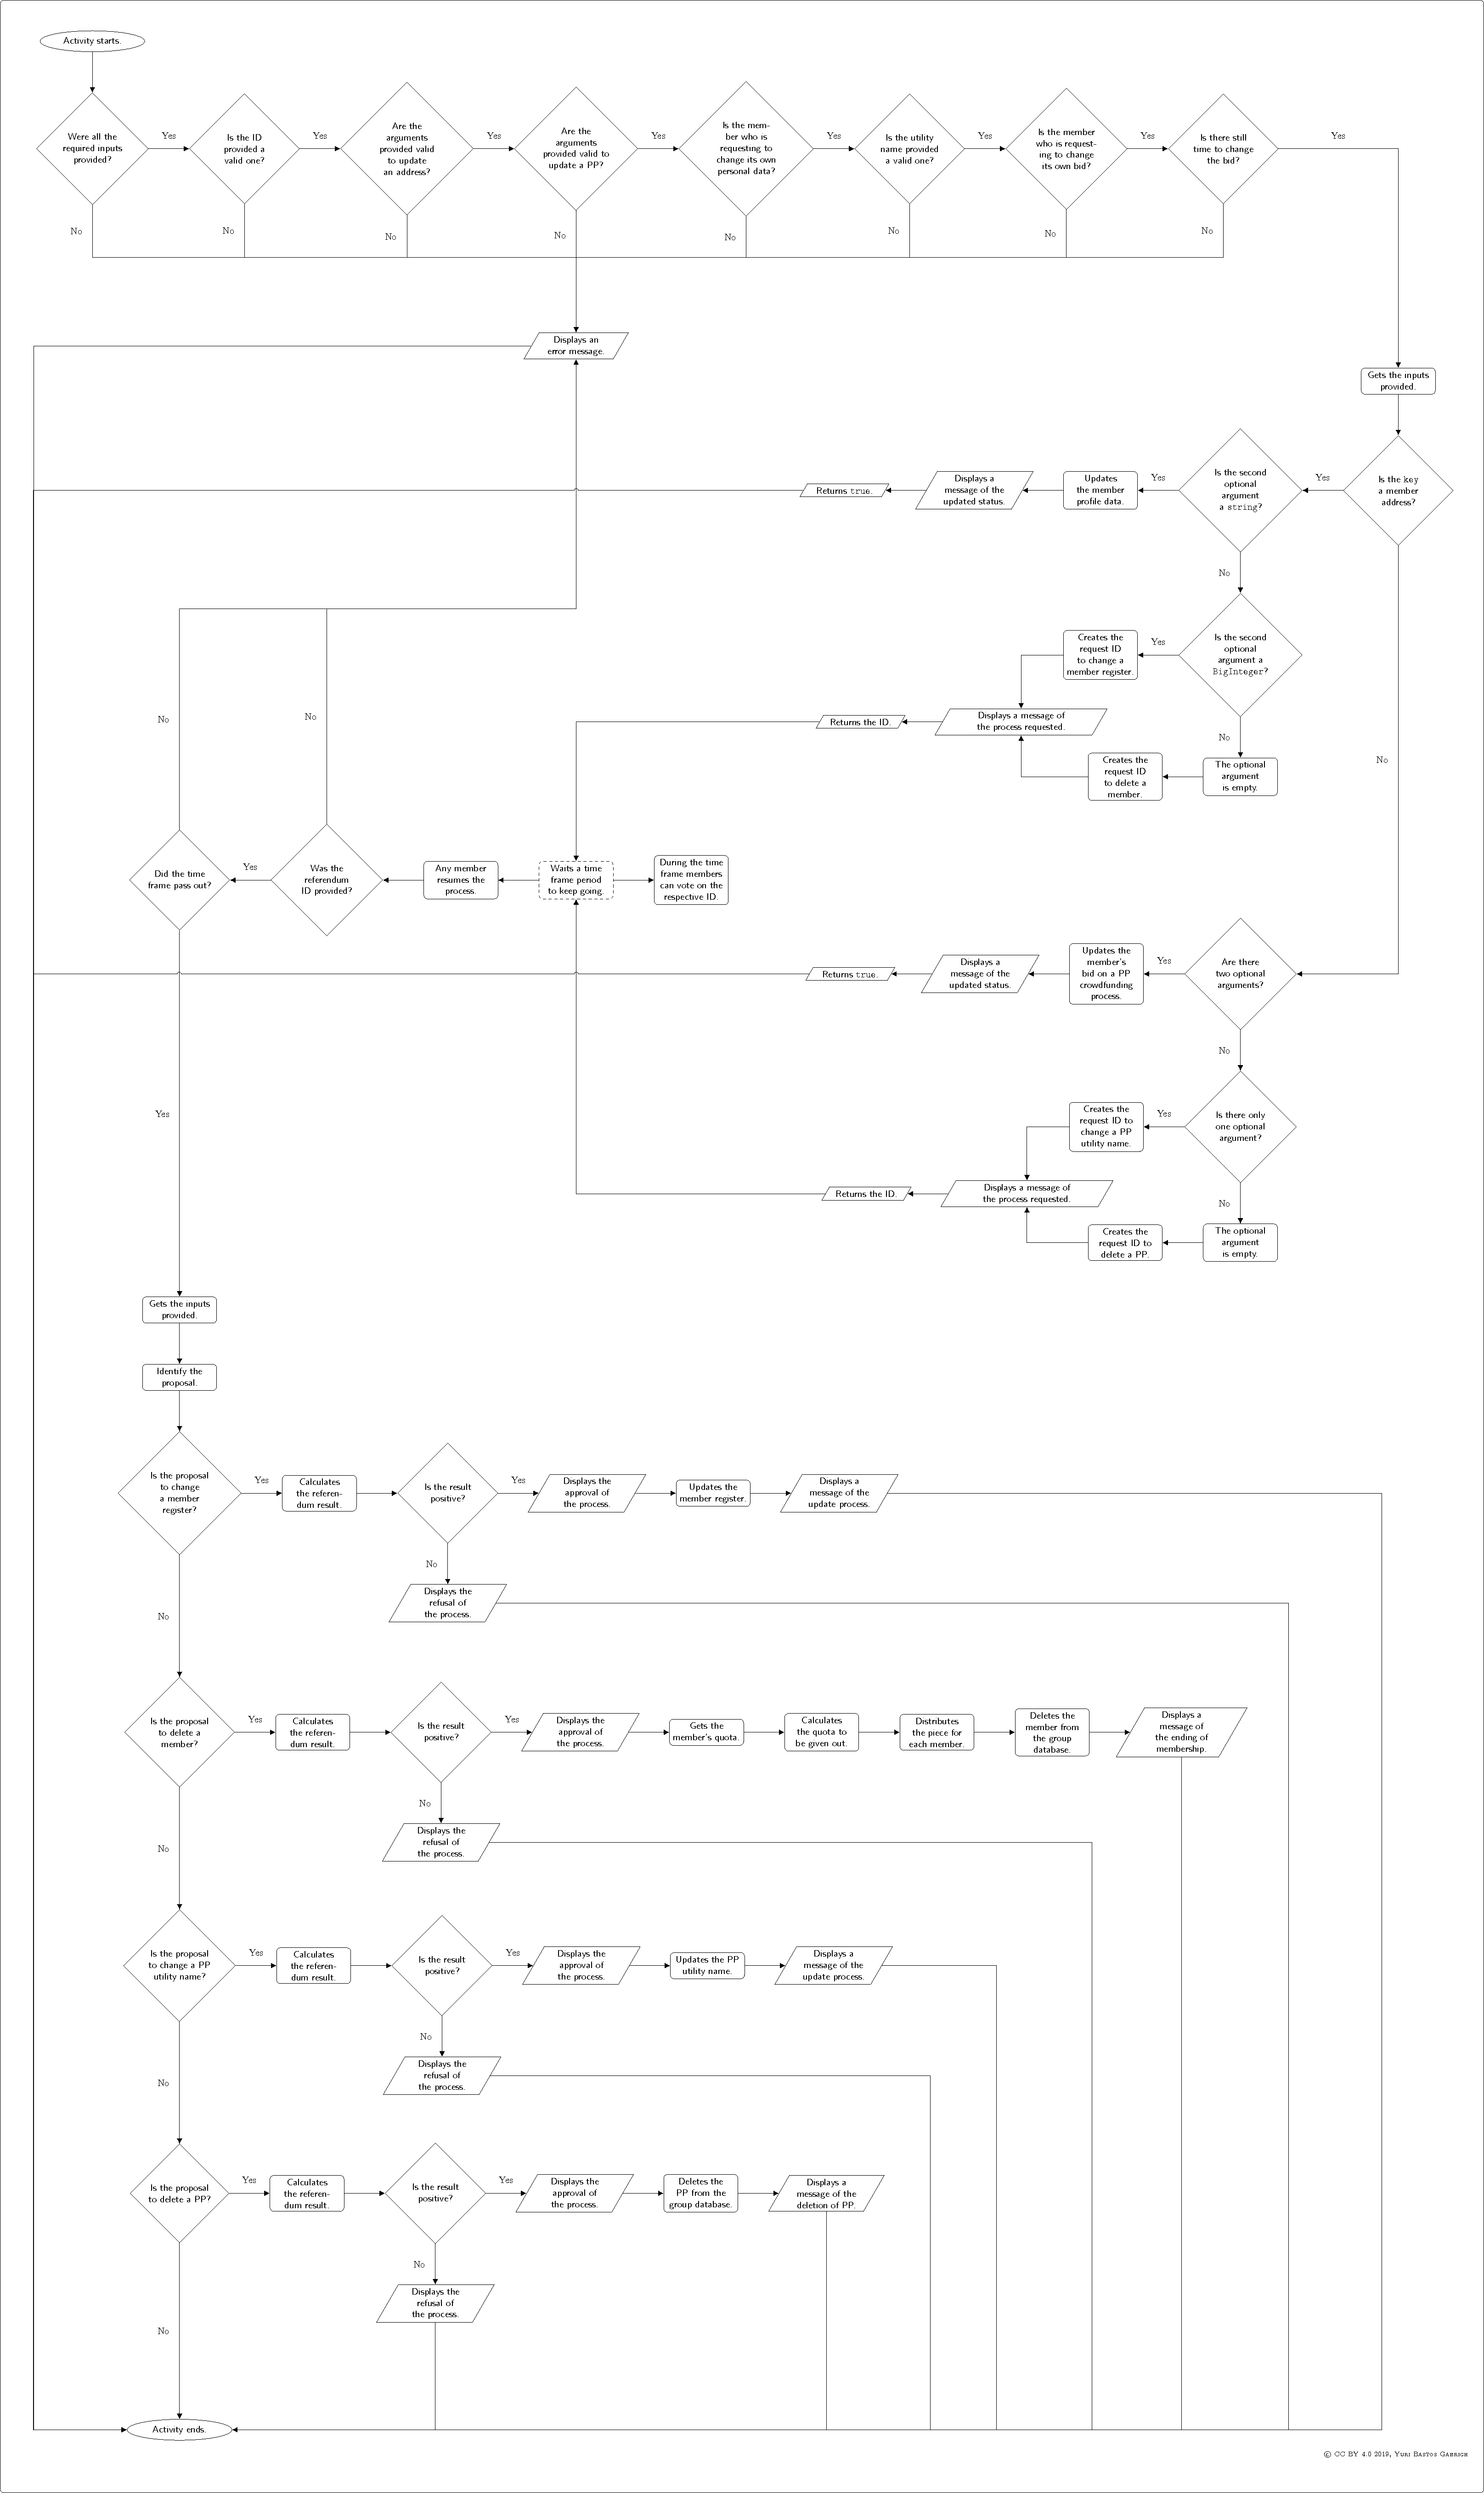 Activity starts.
Were all the
required inputs
provided?
Yes
No
Is the ID
provided a
valid one?
Yes
No
Are the
arguments
provided valid
to update
an address?
Yes
No
Are the
arguments
provided valid to
update a PP?
Yes
No
Is the mem-
ber who is
requesting to
change its own
personal data?
Yes
No
Is the utility
name provided
a valid one?
Yes
No
Is the member
who is request-
ing to change
its own bid?
Yes
No
Is there still
time to change
the bid?
Yes
No
Displays an
error message.
Gets the inputs
provided.
Is the key
a member
address?
Yes
No
Is the second
optional
argument
a string?
Yes
No
Updates
the member
profile data.
Displays a
message of the
updated status.
Returns true.
Is the second
optional
argument a
BigInteger?
Yes
No
Creates the
request ID
to change a
member register.
Displays a message of
the process requested.
Returns the ID.
The optional
argument
is empty.
Creates the
request ID
to delete a
member.
During the time
frame members
can vote on the
respective ID.
Waits a time
frame period
to keep going.
Any member
resumes the
process.
Was the
referendum
ID provided?
Yes
No
Did the time
frame pass out?
No
Yes
Are there
two optional
arguments?
Yes
No
Updates the
member's
bid on a PP
crowdfunding
process.
Displays a
message of the
updated status.
Returns true.
Is there only
one optional
argument?
Yes
No
Creates the
request ID to
change a PP
utility name.
Displays a message of
the process requested.
Returns the ID.
The optional
argument
is empty.
Creates the
request ID to
delete a PP.
Gets the inputs
provided.
Identify the
proposal.
Is the proposal
to change
a member
register?
Yes
No
Calculates
the referen-
dum result.
Is the result
positive?
Yes
No
Displays the
approval of
the process.
Updates the
member register.
Displays a
message of the
update process.
Displays the
refusal of
the process.
Is the proposal
to delete a
member?
Yes
No
Calculates
the referen-
dum result.
Is the result
positive?
Yes
No
Displays the
approval of
the process.
Gets the
member's quota.
Calculates
the quota to
be given out.
Distributes
the piece for
each member.
Deletes the
member from
the group
database.
Displays a
message of
the ending of
membership.
Displays the
refusal of
the process.
Is the proposal
to change a PP
utility name?
Yes
No
Calculates
the referen-
dum result.
Is the result
positive?
Yes
No
Displays the
approval of
the process.
Updates the PP
utility name.
Displays a
message of the
update process.
Displays the
refusal of
the process.
Is the proposal
to delete a PP?
Yes
No
Calculates
the referen-
dum result.
Is the result
positive?
Yes
No
Displays the
approval of
the process.
Deletes the
PP from the
group database.
Displays a
message of the
deletion of PP.
Displays the
refusal of
the process.
Activity ends.
© CC BY 4.0 2019, Yuri Bastos Gabrich